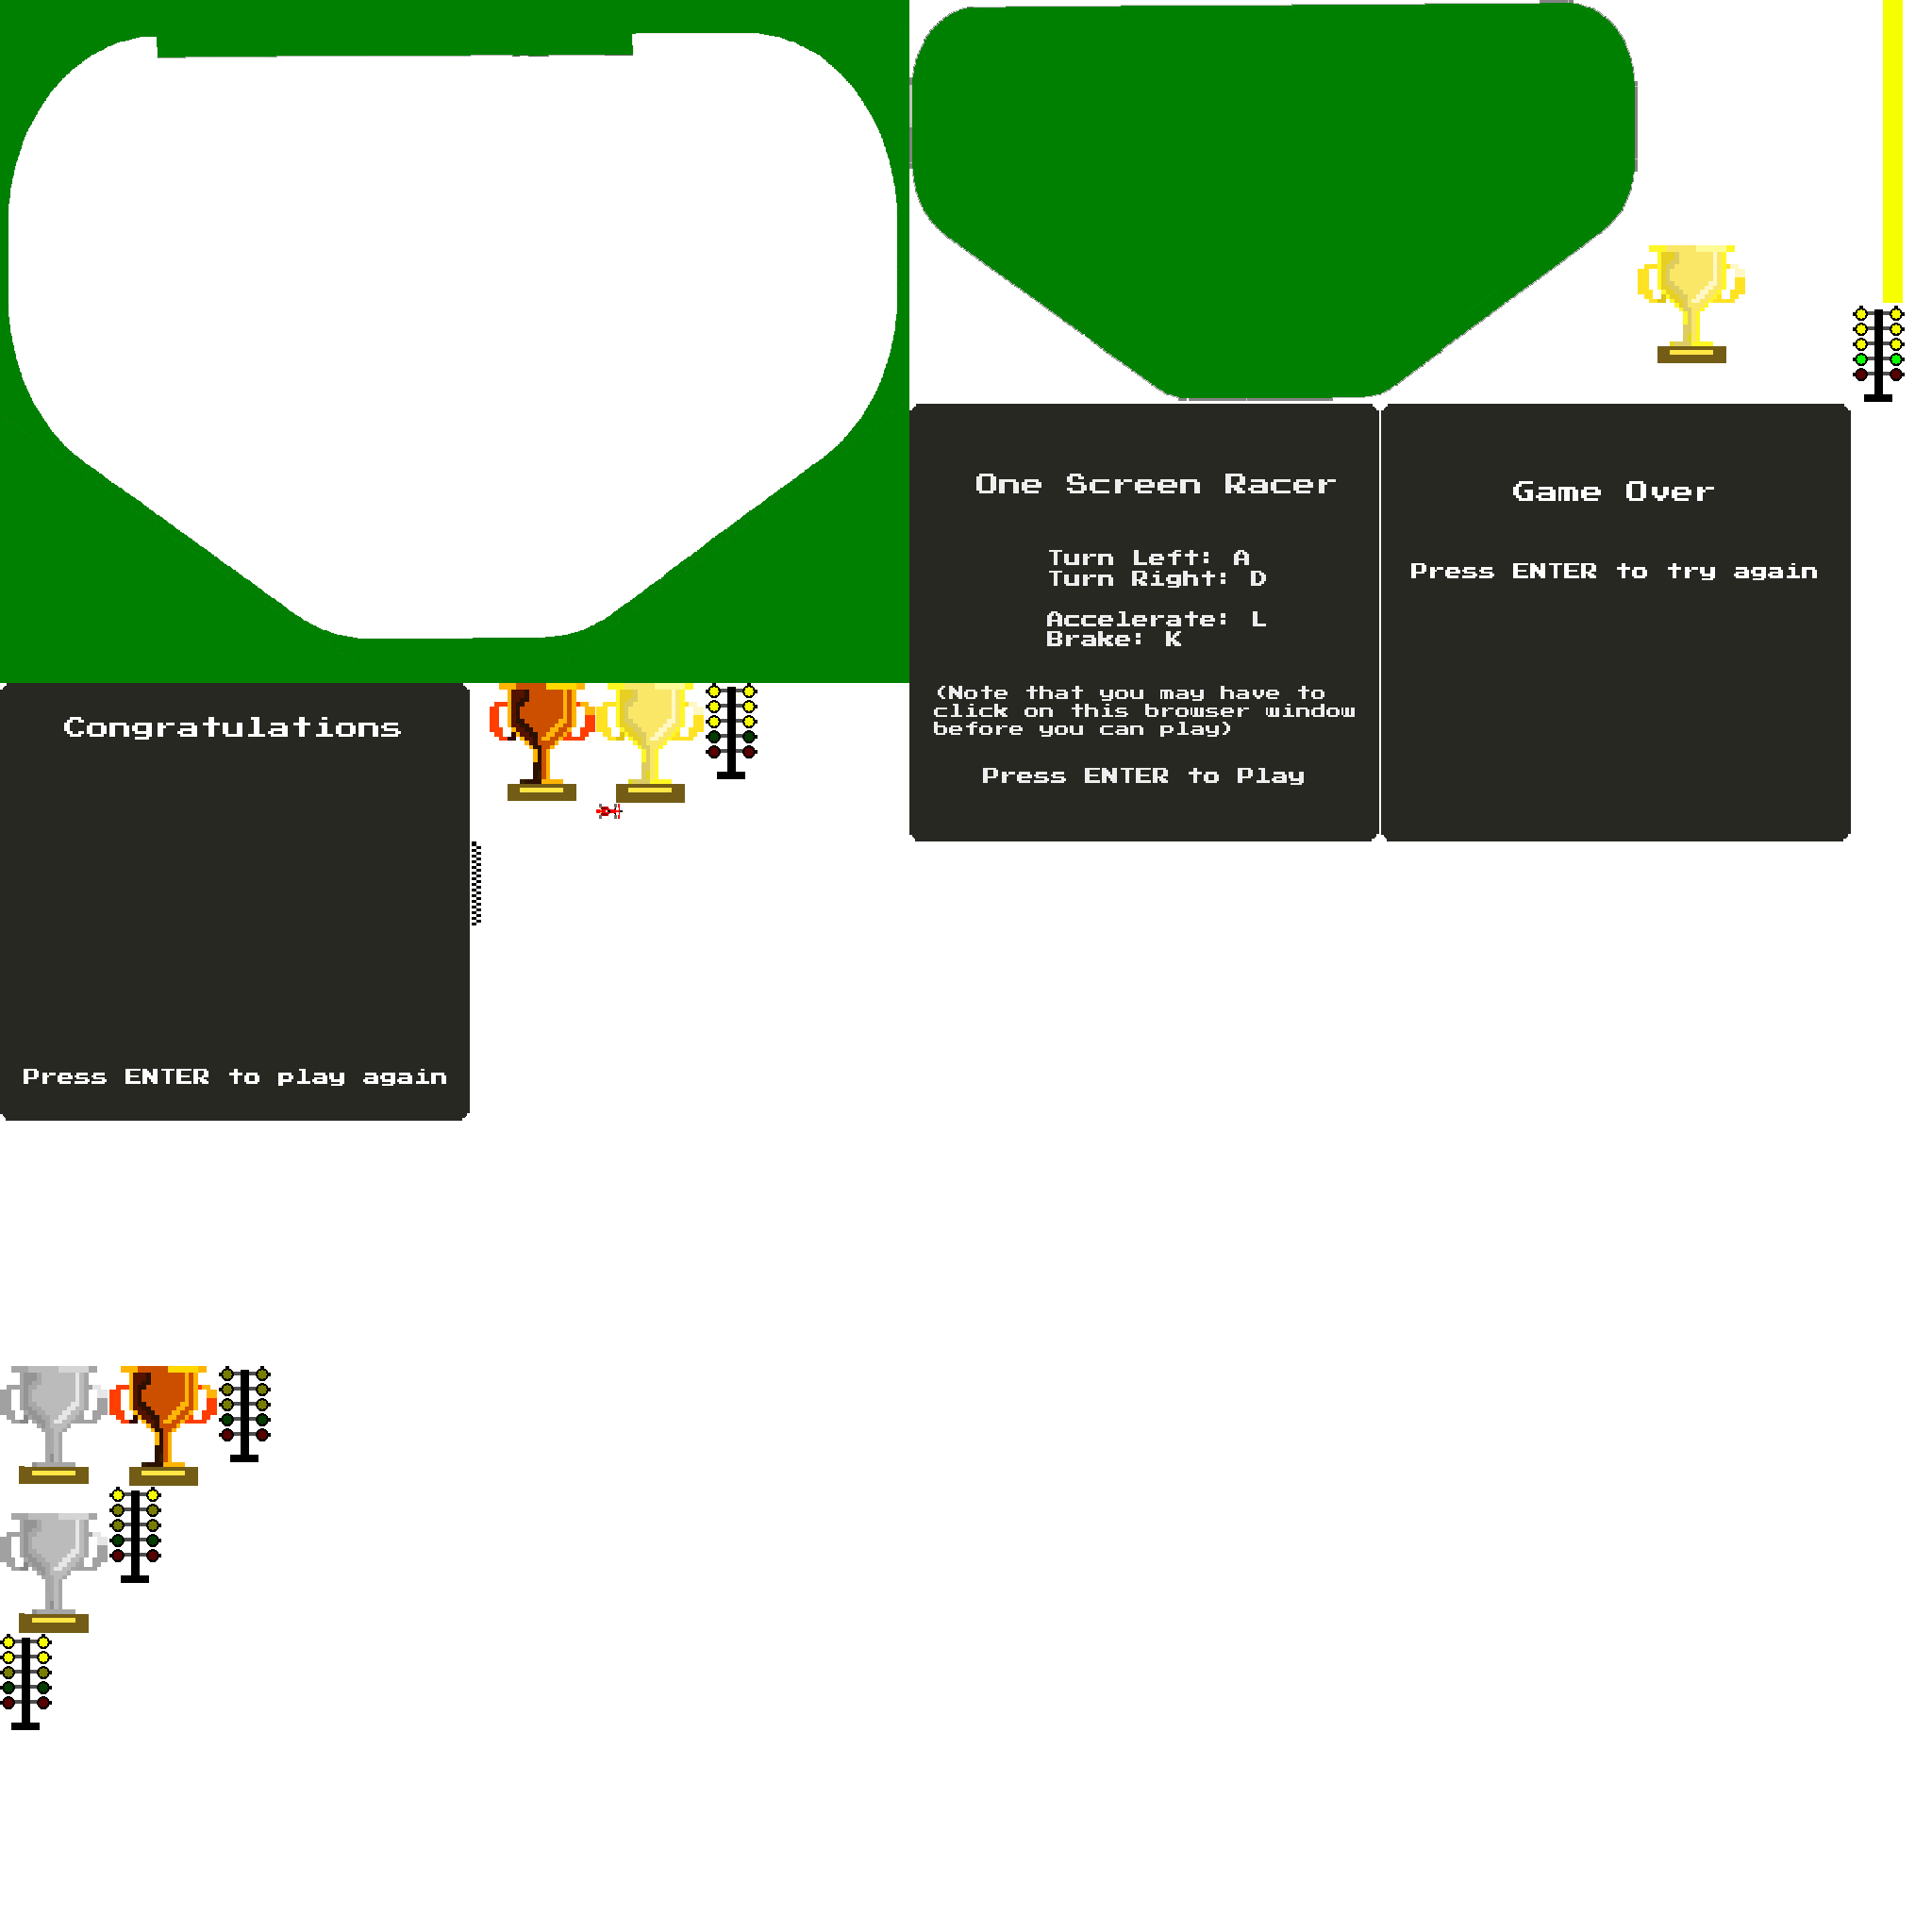 One Screen Racer
Turn Left: A
Turn Right: D
Accelerate: L
Brake: K
(Note that you may have to
click on this browser window
before you can play)
Press ENTER to Play
Game Over
Press ENTER to try again
Congratulations
Press ENTER to play again